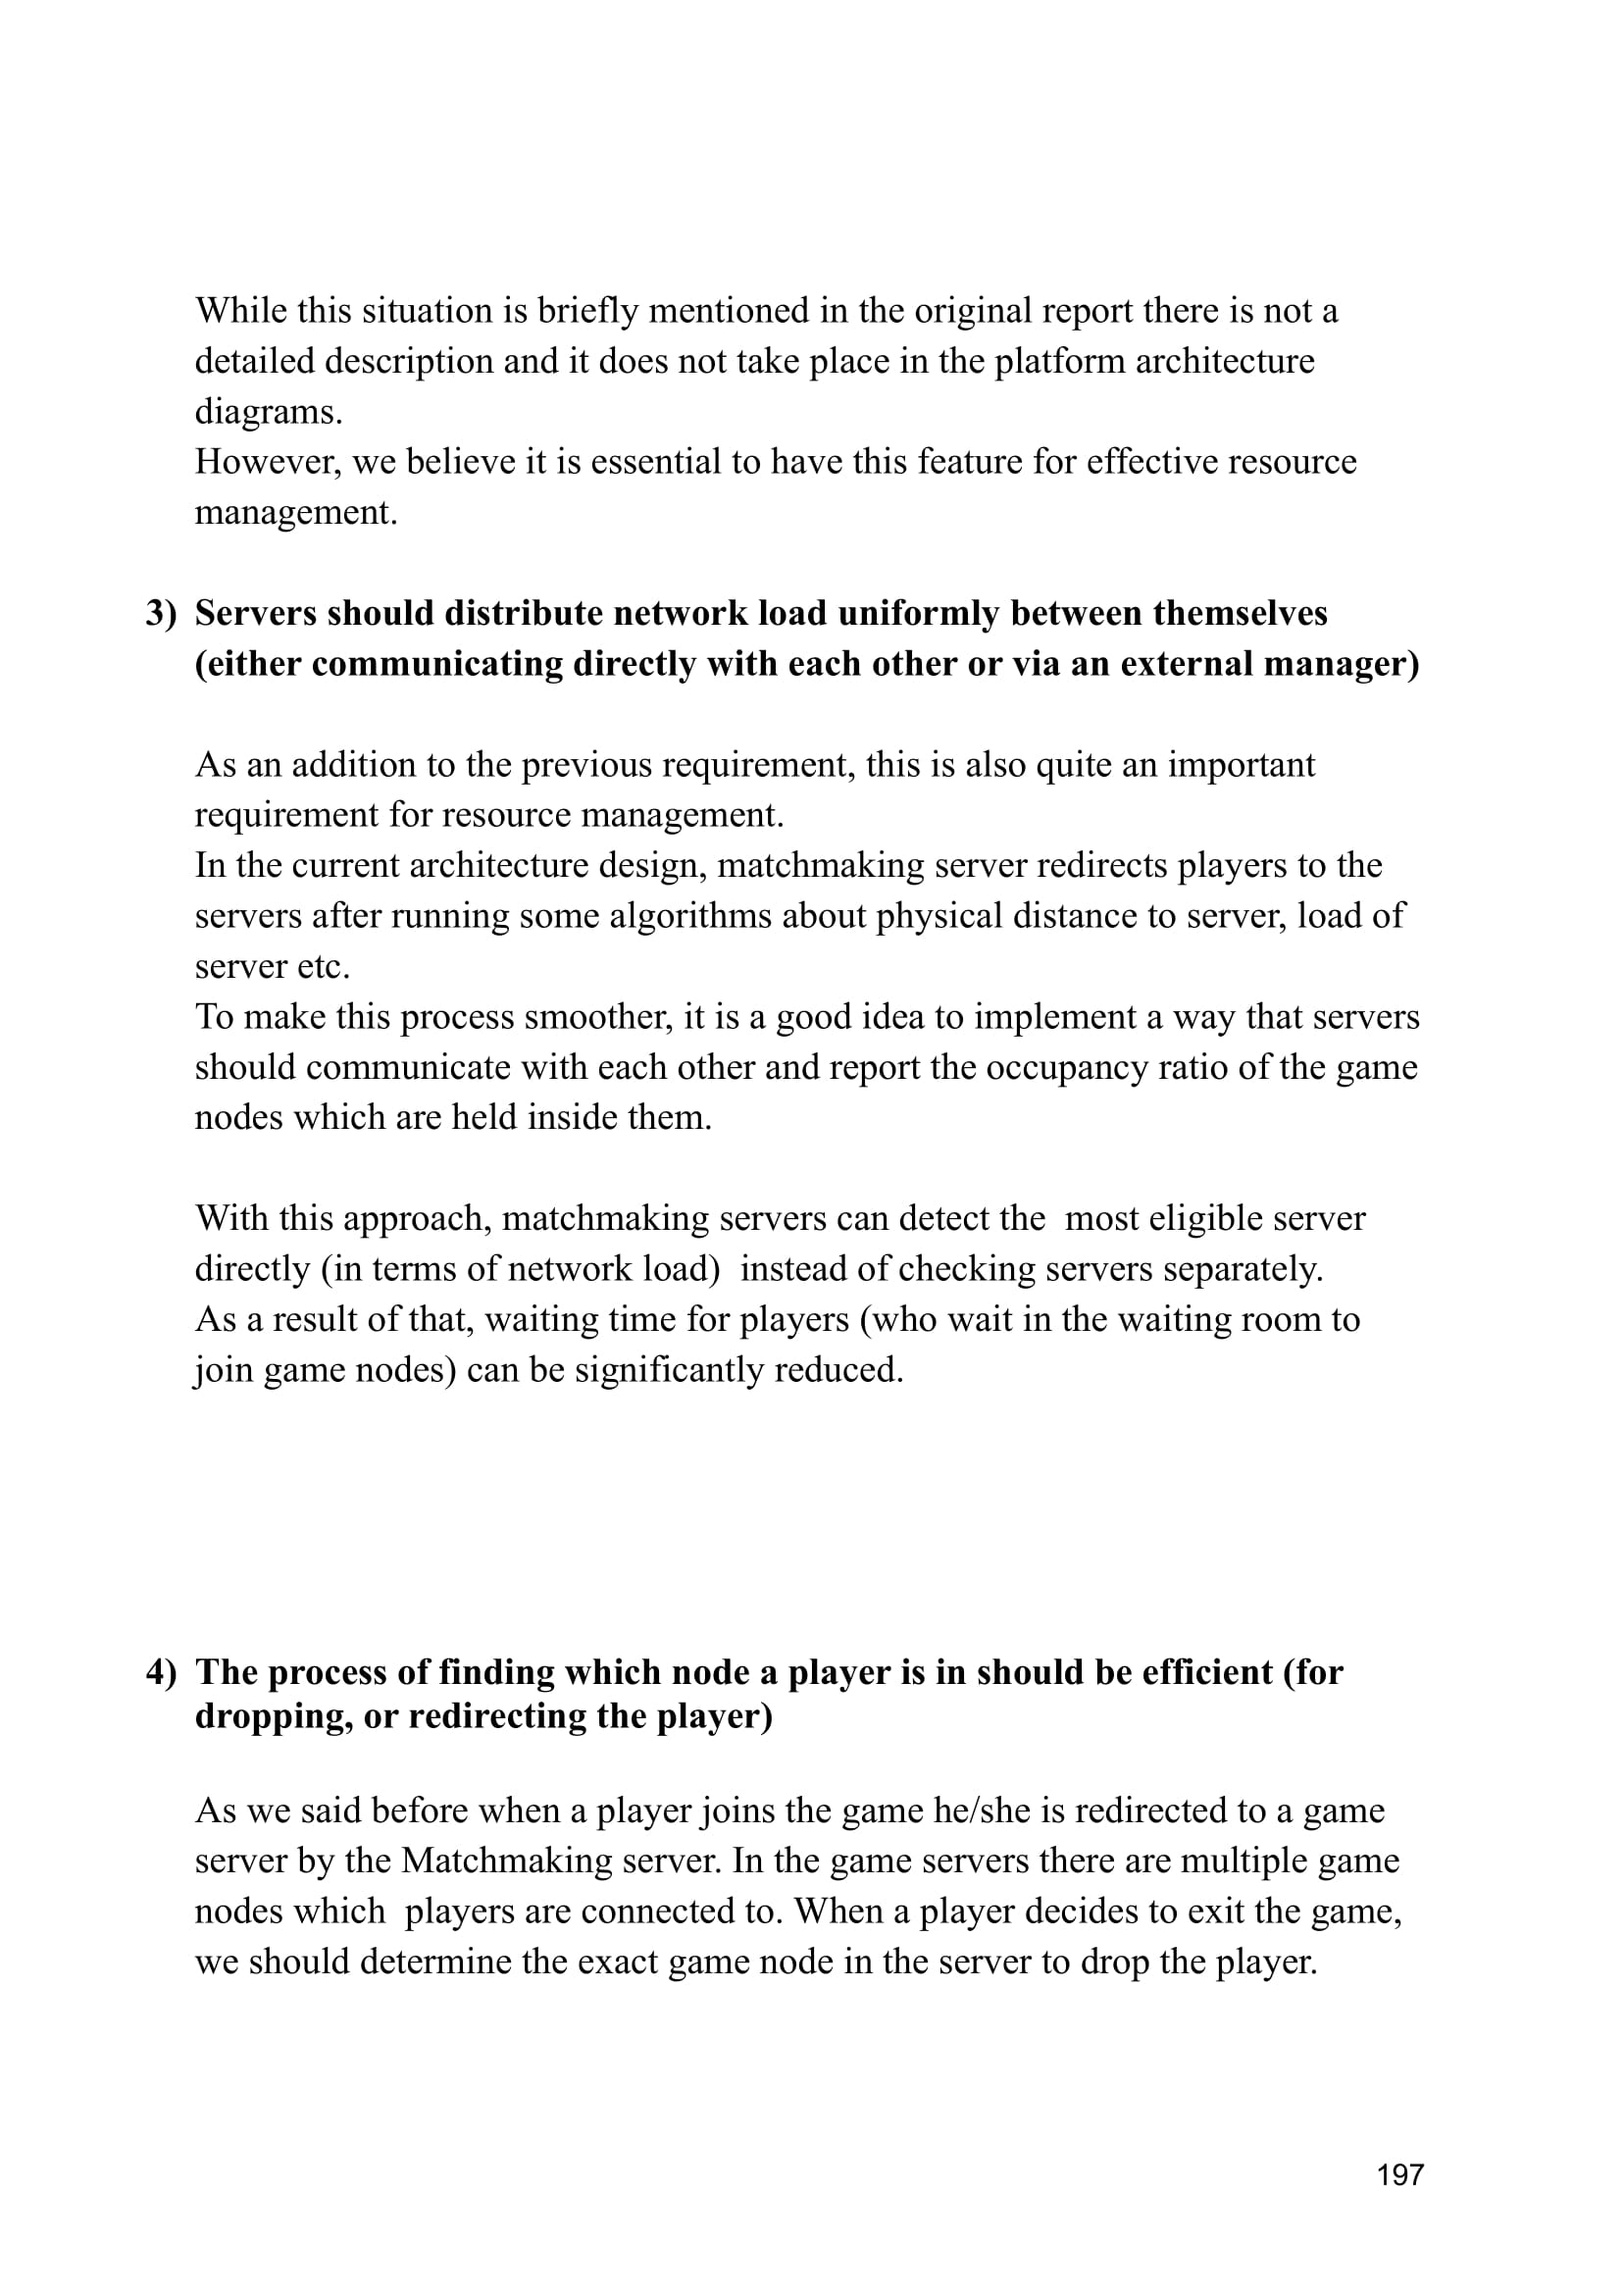 While this situation is briefly mentioned in the original report there is not a
detailed description and it does not take place in the platform architecture
diagrams.
However, we believe it is essential to have this feature for effective resource
management.
3) Servers should distribute network load uniformly between themselves
(either communicating directly with each other or via an external manager)
As an addition to the previous requirement, this is also quite an important
requirement for resource management.
In the current architecture design, matchmaking server redirects players to the
servers after running some algorithms about physical distance to server, load of
server etc.
To make this process smoother, it is a good idea to implement a way that servers
should communicate with each other and report the occupancy ratio of the game
nodes which are held inside them.
With this approach, matchmaking servers can detect the  most eligible server
directly (in terms of network load)  instead of checking servers separately.
As a result of that, waiting time for players (who wait in the waiting room to
join game nodes) can be significantly reduced.
4) The process of finding which node a player is in should be efficient (for
dropping, or redirecting the player)
As we said before when a player joins the game he/she is redirected to a game
server by the Matchmaking server. In the game servers there are multiple game
nodes which  players are connected to. When a player decides to exit the game,
we should determine the exact game node in the server to drop the player.
197